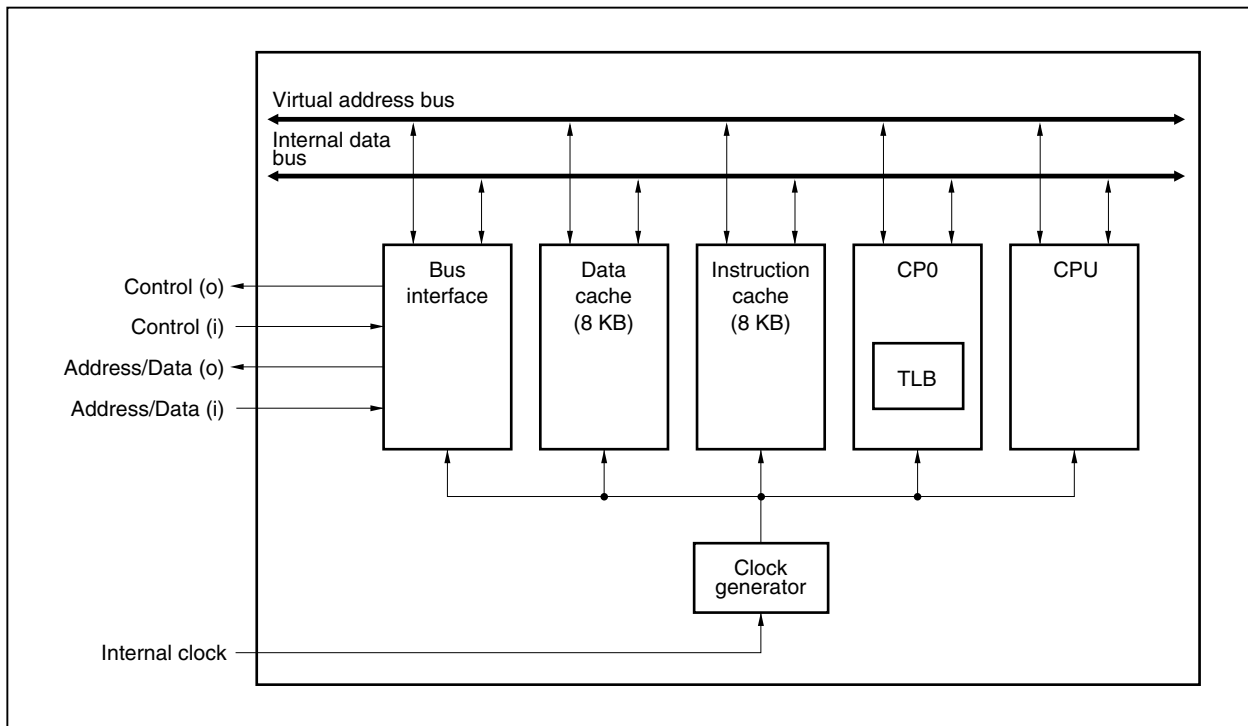 Virtual address bus
Internal data
bus
Bus
interface
Data
cache
(8 KB)
Instruction
cache
(8 KB)
CP0
TLB
CPU
Control (o)
Control (i)
Address/Data (o)
Address/Data (i)
Clock
generator
Internal clock